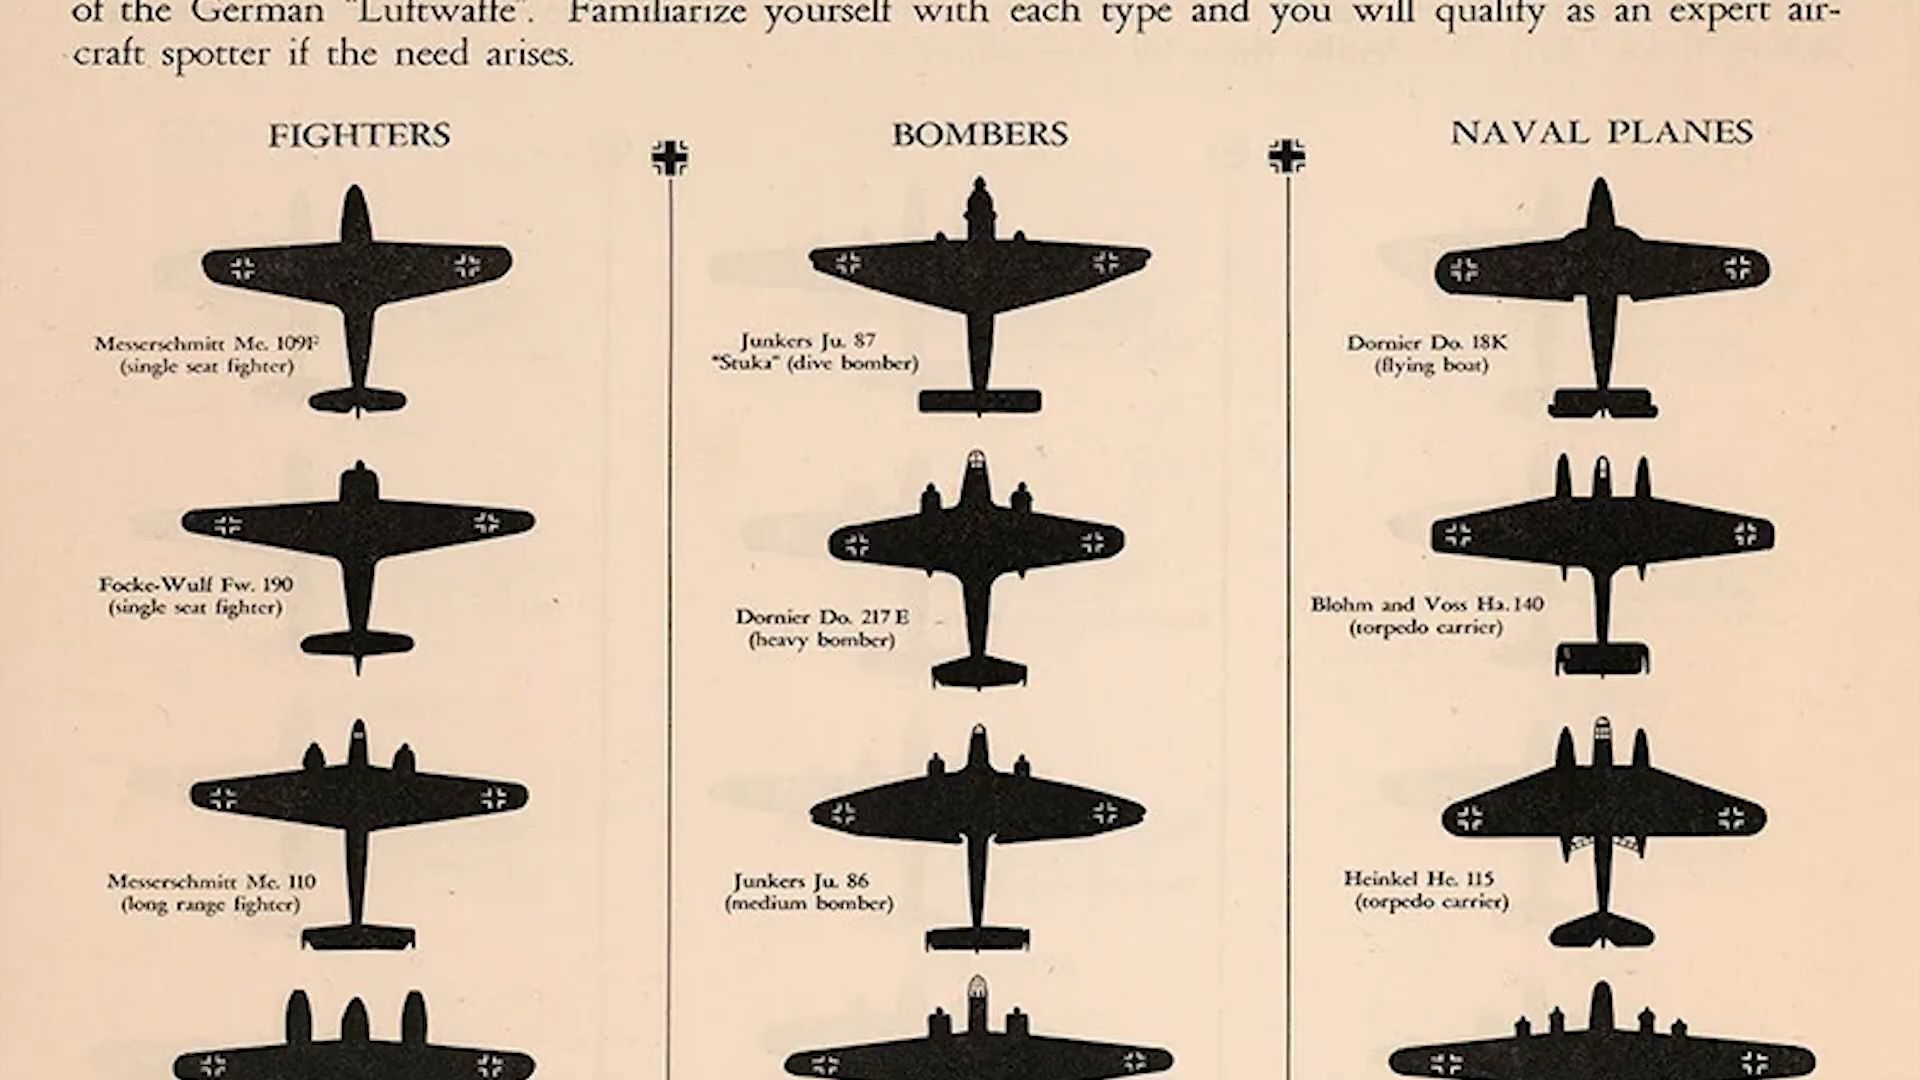 of the German "Luftwaffe". Familiarize yourself with each type and you will qualify as an expert air-
craft spotter if the need arises.
FIGHTERS
BOMBERS
NAVAL PLANES
Messerschmitt Me. 109F
(single seat fighter)
Junkers Ju. 87
"Stuka" (dive bomber)
Dornier Do. 18K
(flying boat)
Focke-Wulf Fw. 190
(single seat fighter)
Dornier Do. 217 E
(heavy bomber)
Blohm and Voss Ha. 140
(torpedo carrier)
Messerschmitt Me. 110
(long range fighter)
Junkers Ju. 86
(medium bomber)
Heinkel He. 115
(torpedo carrier)